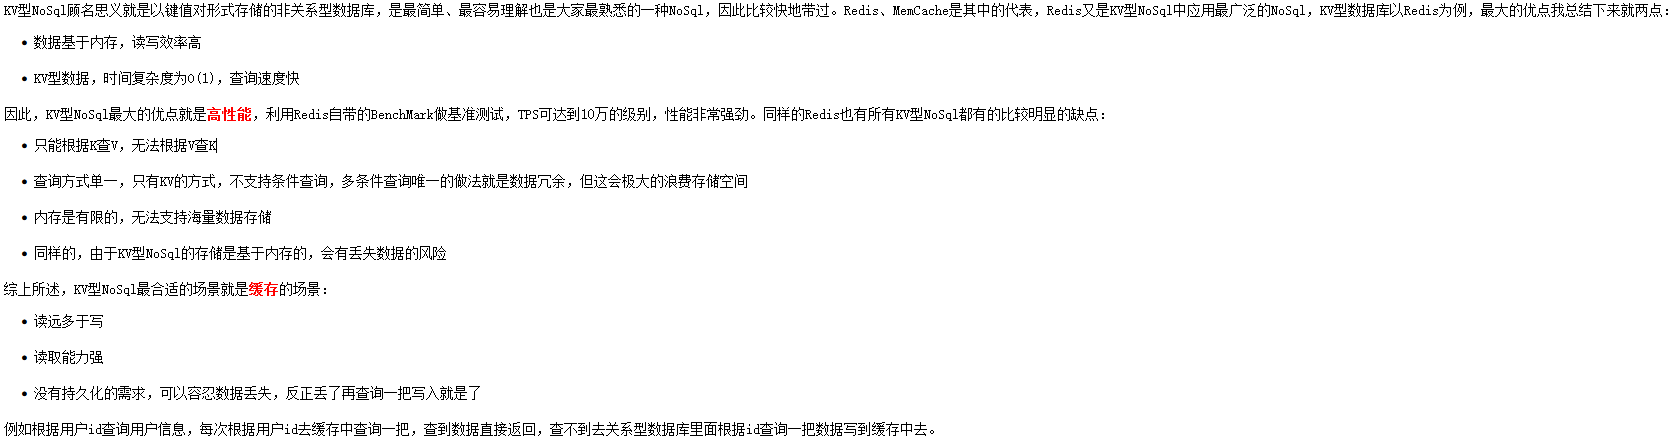 KV型NoSql顾名思义就是以键值对形式存储的非关系型数据库，是最简单、最容易理解也是大家最熟悉的一种NoSql，因此比较快地带过。Redis、MemCache是其中的代表，Redis又是KV型NoSql中应用最广泛的NoSql，KV型数据库以Redis为例，最大的优点我总结下来就两点：
• 数据基于内存，读写效率高
• KV型数据，时间复杂度为O(1)，查询速度快
因此，KV型NoSql最大的优点就是高性能，利用Redis自带的BenchMark做基准测试，TPS可达到10万的级别，性能非常强劲。同样的Redis也有所有KV型NoSql都有的比较明显的缺点：
• 只能根据K查V，无法根据V查K
• 查询方式单一，只有KV的方式，不支持条件查询，多条件查询唯一的做法就是数据冗余，但这会极大的浪费存储空间
• 内存是有限的，无法支持海量数据存储
• 同样的，由于KV型NoSql的存储是基于内存的，会有丢失数据的风险
综上所述，KV型NoSql最合适的场景就是缓存的场景：
• 读远多于写
• 读取能力强
• 没有持久化的需求，可以容忍数据丢失，反正丢了再查询一把写入就是了
例如根据用户id查询用户信息，每次根据用户id去缓存中查询一把，查到数据直接返回，查不到去关系型数据库里面根据id查询一把数据写到缓存中去。